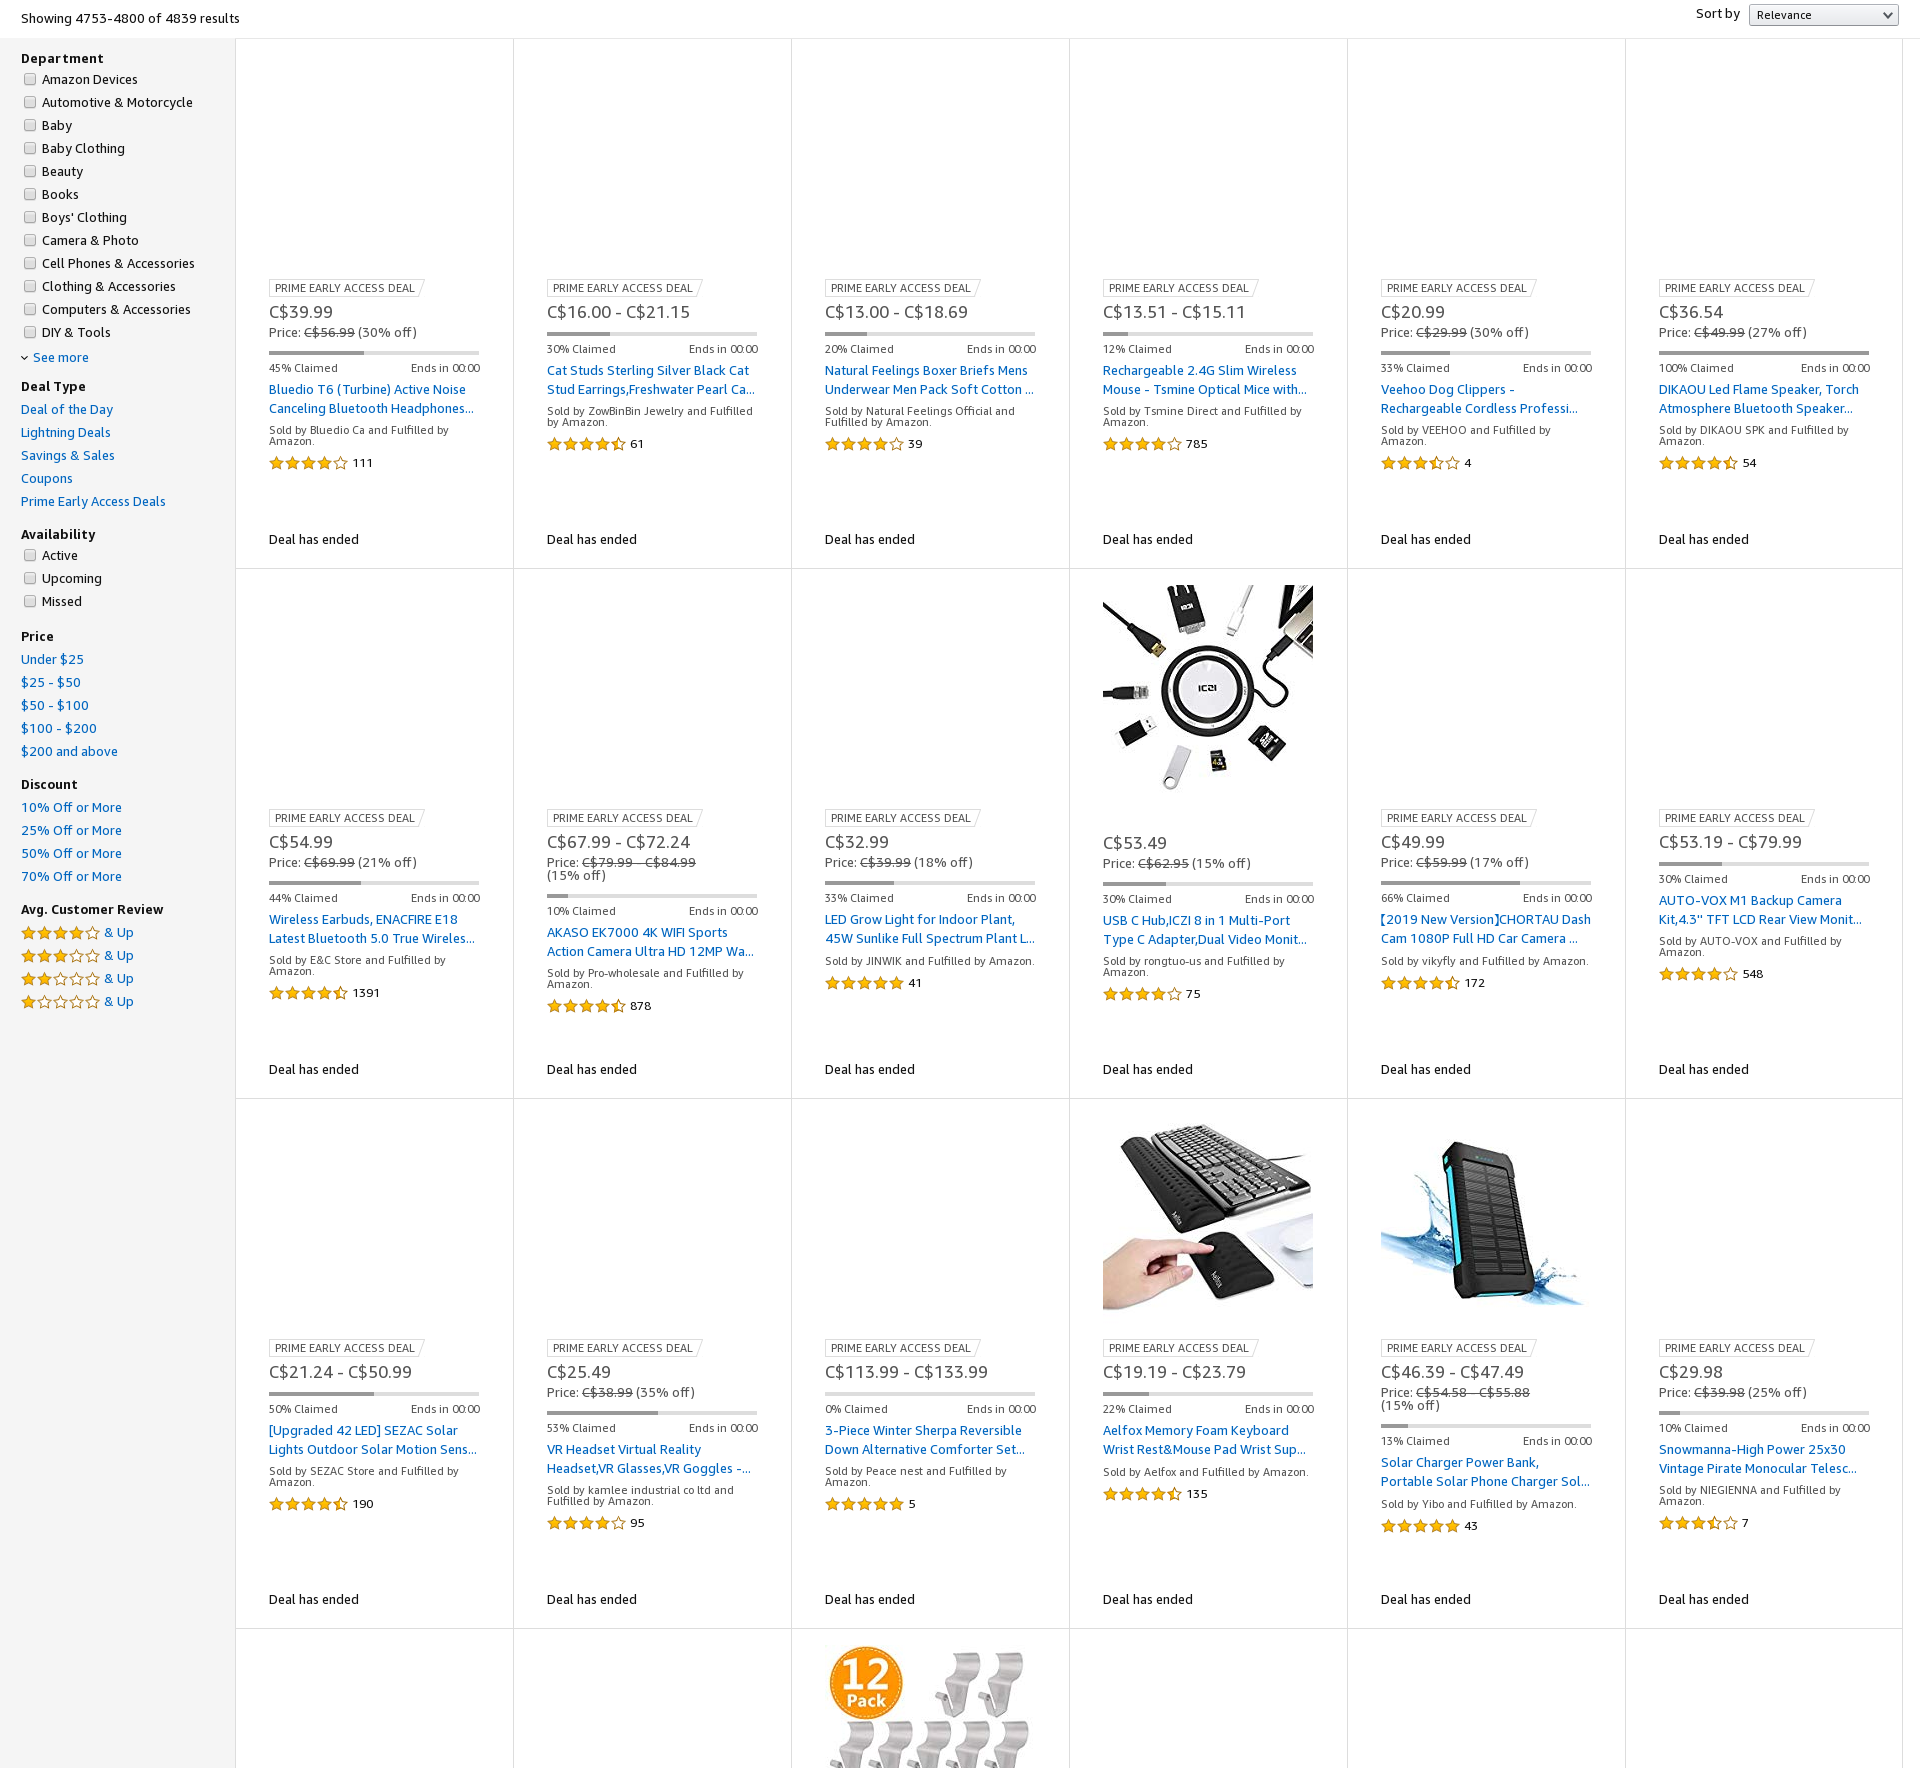 Showing 4753-4800 of 4839 results
Sort by
Relevance
Department
Amazon Devices
Automotive & Motorcycle
Baby
Baby Clothing
Beauty
Books
Boys' Clothing
Camera & Photo
Cell Phones & Accessories
Clothing & Accessories
Computers & Accessories
DIY & Tools
See more
Deal Type
Deal of the Day
Lightning Deals
Savings & Sales
Coupons
Prime Early Access Deals
Availability
Active
Upcoming
Missed
Price
Under $25
$25 - $50
$50 - $100
$100 - $200
$200 and above
Discount
10% Off or More
25% Off or More
50% Off or More
70% Off or More
Avg. Customer Review
& Up
& Up
& Up
& Up
PRIME EARLY ACCESS DEAL
C$39.99
Price: C$56.99 (30% off)
45% Claimed Ends in 00:00
Bluedio T6 (Turbine) Active Noise
Canceling Bluetooth Headphones...
Sold by Bluedio Ca and Fulfilled by
Amazon.
111
Deal has ended
PRIME EARLY ACCESS DEAL
C$16.00 - C$21.15
30% Claimed Ends in 00:00
Cat Studs Sterling Silver Black Cat
Stud Earrings,Freshwater Pearl Ca...
Sold by ZowBinBin Jewelry and Fulfilled
by Amazon.
61
Deal has ended
PRIME EARLY ACCESS DEAL
C$13.00 - C$18.69
20% Claimed Ends in 00:00
Natural Feelings Boxer Briefs Mens
Underwear Men Pack Soft Cotton ...
Sold by Natural Feelings Official and
Fulfilled by Amazon.
39
Deal has ended
PRIME EARLY ACCESS DEAL
C$13.51 - C$15.11
12% Claimed Ends in 00:00
Rechargeable 2.4G Slim Wireless
Mouse - Tsmine Optical Mice with...
Sold by Tsmine Direct and Fulfilled by
Amazon.
785
Deal has ended
PRIME EARLY ACCESS DEAL
C$20.99
Price: C$29.99 (30% off)
33% Claimed Ends in 00:00
Veehoo Dog Clippers -
Rechargeable Cordless Professi...
Sold by VEEHOO and Fulfilled by
Amazon.
4
Deal has ended
PRIME EARLY ACCESS DEAL
C$36.54
Price: C$49.99 (27% off)
100% Claimed Ends in 00:00
DIKAOU Led Flame Speaker, Torch
Atmosphere Bluetooth Speaker...
Sold by DIKAOU SPK and Fulfilled by
Amazon.
54
Deal has ended
PRIME EARLY ACCESS DEAL
C$54.99
Price: C$69.99 (21% off)
44% Claimed Ends in 00:00
Wireless Earbuds, ENACFIRE E18
Latest Bluetooth 5.0 True Wireles...
Sold by E&C Store and Fulfilled by
Amazon.
1391
Deal has ended
PRIME EARLY ACCESS DEAL
C$67.99 - C$72.24
Price: C$79.99 - C$84.99
(15% off)
10% Claimed Ends in 00:00
AKASO EK7000 4K WIFI Sports
Action Camera Ultra HD 12MP Wa...
Sold by Pro-wholesale and Fulfilled by
Amazon.
878
Deal has ended
PRIME EARLY ACCESS DEAL
C$32.99
Price: C$39.99 (18% off)
33% Claimed Ends in 00:00
LED Grow Light for Indoor Plant,
45W Sunlike Full Spectrum Plant L...
Sold by JINWIK and Fulfilled by Amazon.
41
Deal has ended
ICZI
ICZI
C$53.49
Price: C$62.95 (15% off)
30% Claimed Ends in 00:00
USB C Hub,ICZI 8 in 1 Multi-Port
Type C Adapter,Dual Video Monit...
Sold by rongtuo-us and Fulfilled by
Amazon.
75
Deal has ended
PRIME EARLY ACCESS DEAL
C$49.99
Price: C$59.99 (17% off)
66% Claimed Ends in 00:00
【2019 New Version】CHORTAU Dash
Cam 1080P Full HD Car Camera ...
Sold by vikyfly and Fulfilled by Amazon.
172
Deal has ended
PRIME EARLY ACCESS DEAL
C$53.19 - C$79.99
30% Claimed Ends in 00:00
AUTO-VOX M1 Backup Camera
Kit,4.3'' TFT LCD Rear View Monit...
Sold by AUTO-VOX and Fulfilled by
Amazon.
548
Deal has ended
PRIME EARLY ACCESS DEAL
C$21.24 - C$50.99
50% Claimed Ends in 00:00
[Upgraded 42 LED] SEZAC Solar
Lights Outdoor Solar Motion Sens...
Sold by SEZAC Store and Fulfilled by
Amazon.
190
Deal has ended
PRIME EARLY ACCESS DEAL
C$25.49
Price: C$38.99 (35% off)
53% Claimed Ends in 00:00
VR Headset Virtual Reality
Headset,VR Glasses,VR Goggles -...
Sold by kamlee industrial co ltd and
Fulfilled by Amazon.
95
Deal has ended
PRIME EARLY ACCESS DEAL
C$113.99 - C$133.99
0% Claimed Ends in 00:00
3-Piece Winter Sherpa Reversible
Down Alternative Comforter Set...
Sold by Peace nest and Fulfilled by
Amazon.
5
Deal has ended
Aelfox
Aelfox
PRIME EARLY ACCESS DEAL
C$19.19 - C$23.79
22% Claimed Ends in 00:00
Aelfox Memory Foam Keyboard
Wrist Rest&Mouse Pad Wrist Sup...
Sold by Aelfox and Fulfilled by Amazon.
135
Deal has ended
PRIME EARLY ACCESS DEAL
C$46.39 - C$47.49
Price: C$54.58 - C$55.88
(15% off)
13% Claimed Ends in 00:00
Solar Charger Power Bank,
Portable Solar Phone Charger Sol...
Sold by Yibo and Fulfilled by Amazon.
43
Deal has ended
PRIME EARLY ACCESS DEAL
C$29.98
Price: C$39.98 (25% off)
10% Claimed Ends in 00:00
Snowmanna-High Power 25x30
Vintage Pirate Monocular Telesc...
Sold by NIEGIENNA and Fulfilled by
Amazon.
7
Deal has ended
12
Pack